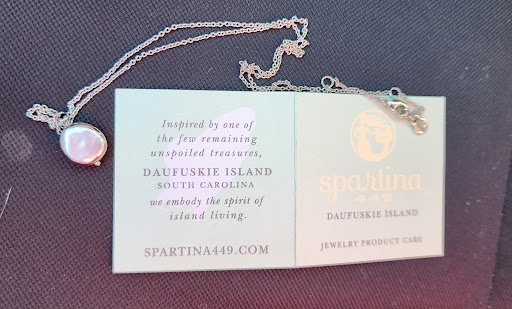 Inspired by one of
the few remaining
unspoiled treasures,
DAUFUSKIE ISLAND
SOUTH CAROLINA
we embody the spirit of
island living.
SPARTINA449.COM
spartina
449
DAUFUSKIE ISLAND
JEWELRY PRODUCT CARE